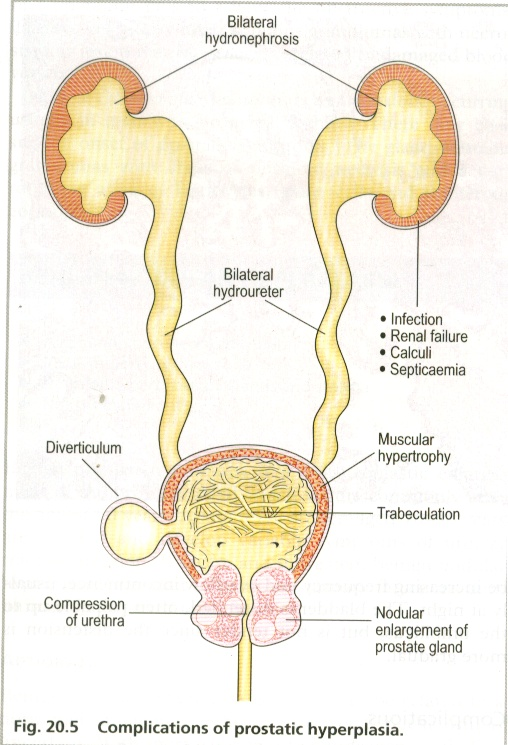 Bilateral
hydronephrosis
Bilateral
hydroureter
• Infection
• Renal failure
• Calculi
• Septicaemia
Diverticulum
Muscular
hypertrophy
Trabeculation
Compression
of urethra
Nodular
enlargement of
prostate gland
Fig. 20.5 Complications of prostatic hyperplasia.